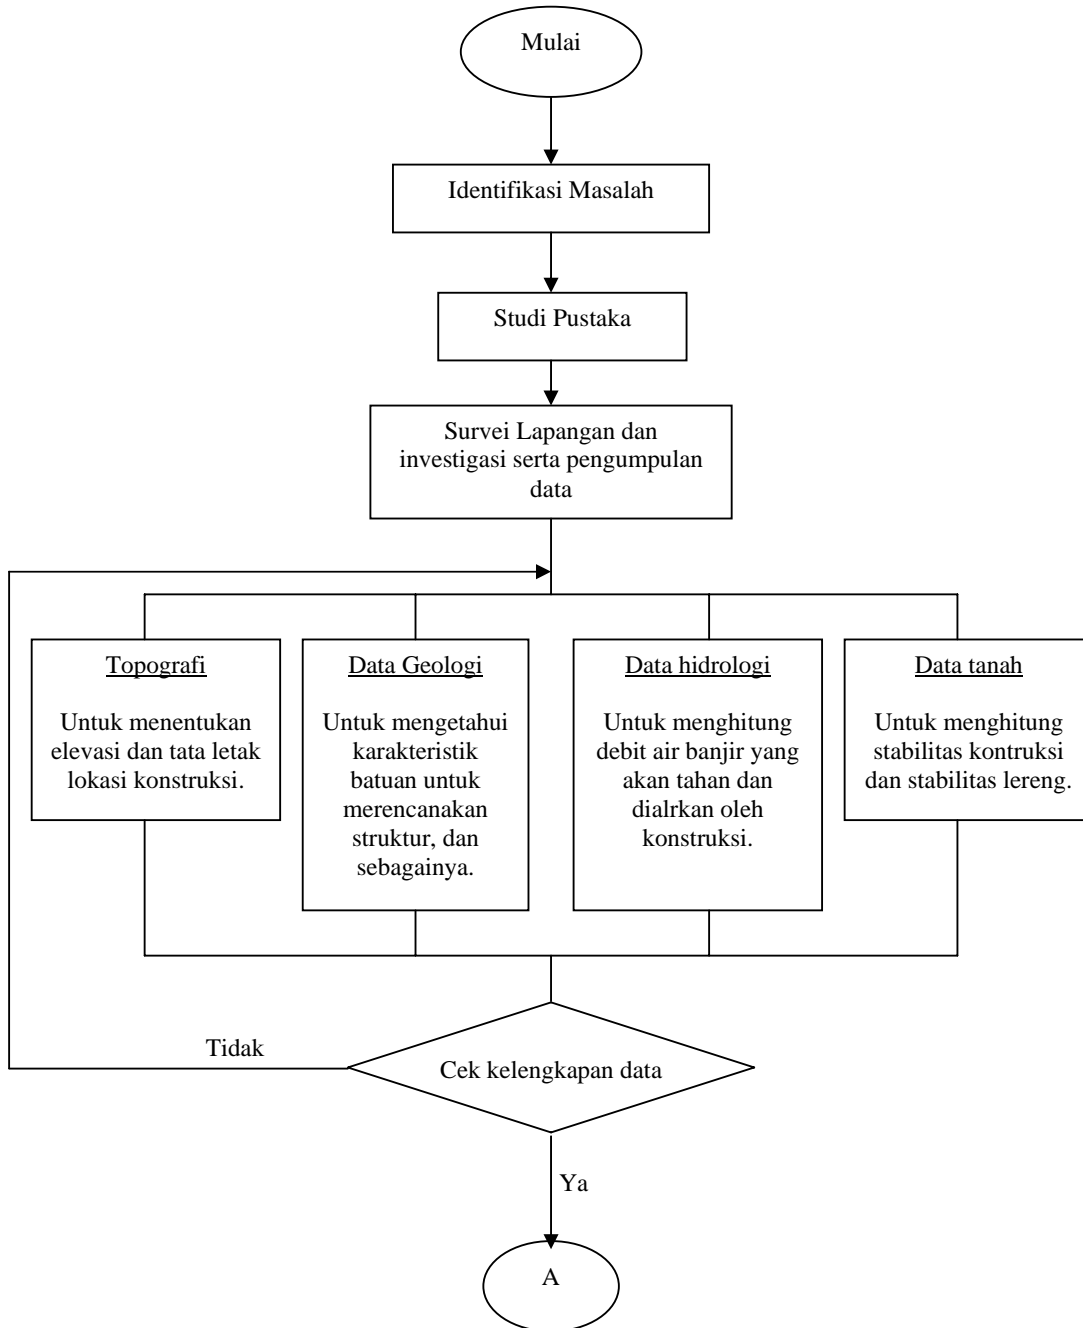 Mulai
Identifikasi Masalah
Studi Pustaka
Survei Lapangan dan
investigasi serta pengumpulan
data
Topografi
Untuk menentukan
elevasi dan tata letak
lokasi konstruksi.
Data Geologi
Untuk mengetahui
karakteristik
batuan untuk
merencanakan
struktur, dan
sebagainya.
Data hidrologi
Untuk menghitung
debit air banjir yang
akan tahan dan
dialrkan oleh
konstruksi.
Data tanah
Untuk menghitung
stabilitas kontruksi
dan stabilitas lereng.
Tidak
Cek kelengkapan data
Ya
A